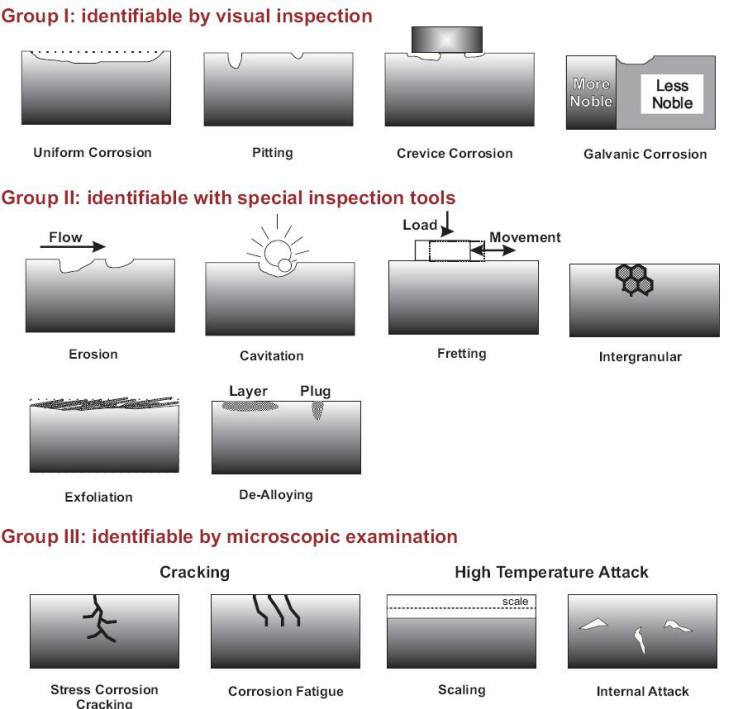 Group I: identifiable by visual inspection
More
Noble
Less
Noble
Uniform Corrosion
Pitting
Crevice Corrosion
Galvanic Corrosion
Group II: identifiable with special inspection tools
Flow
Load
Movement
Erosion
Cavitation
Fretting
Intergranular
Layer
Plug
Exfoliation
De-Alloying
Group III: identifiable by microscopic examination
Cracking
High Temperature Attack
scale
Stress Corrosion
Cracking
Corrosion Fatigue
Scaling
Internal Attack